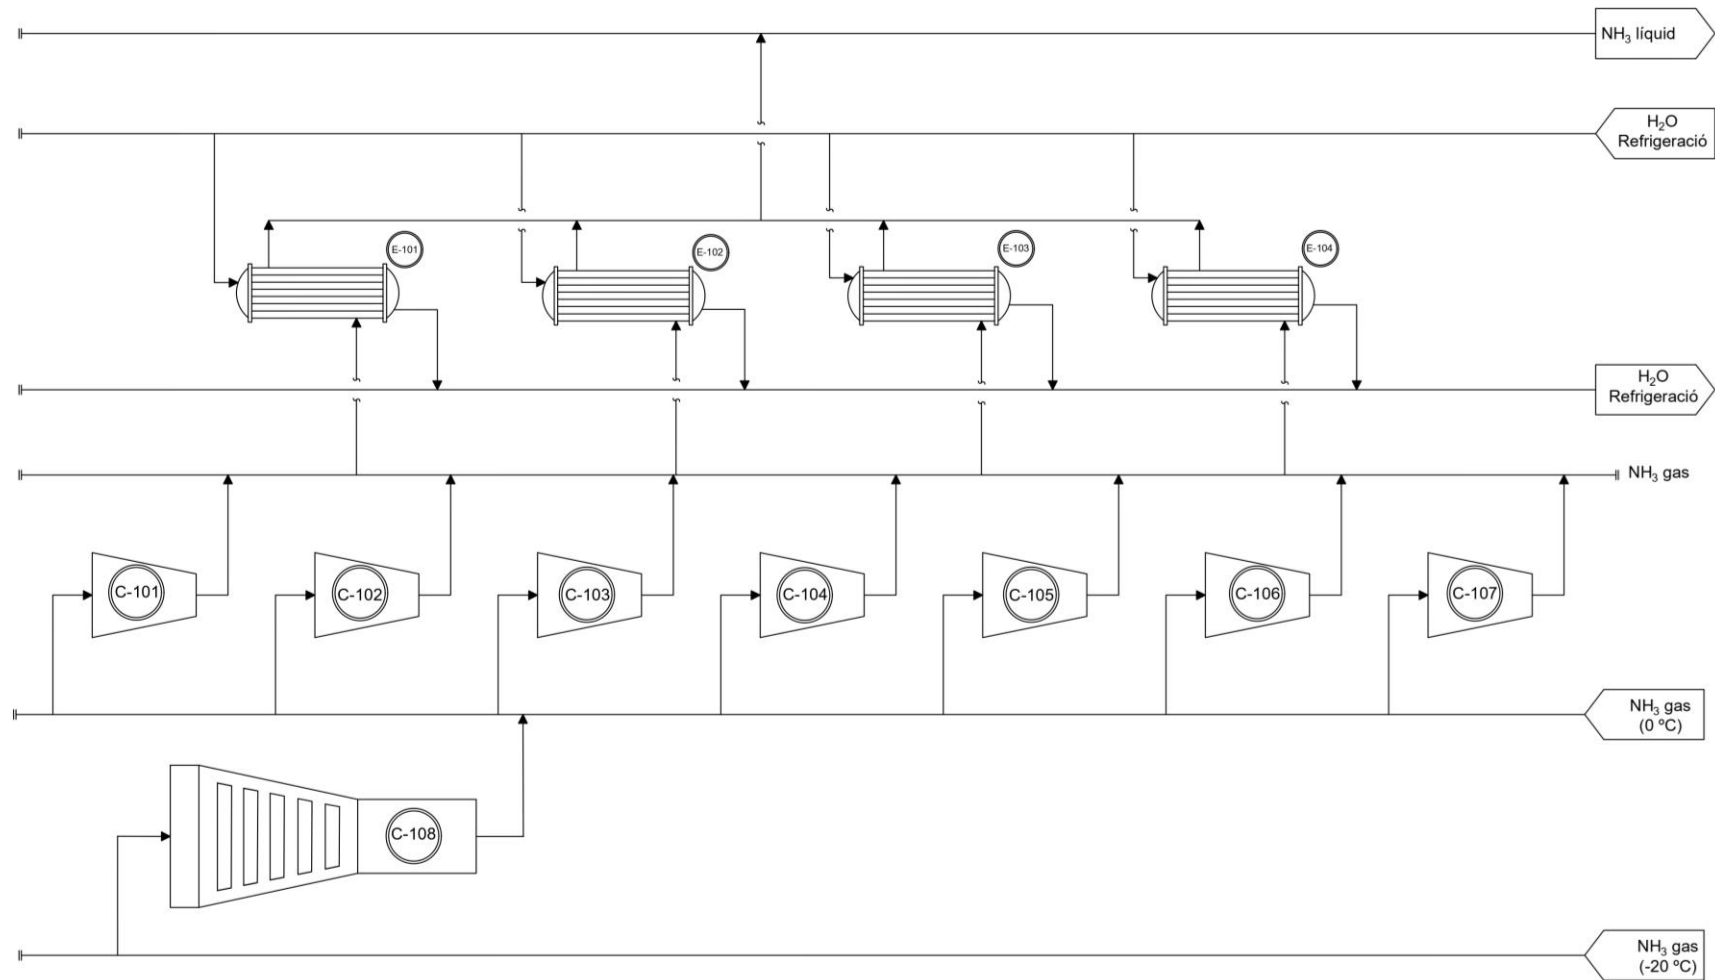 NH₃ líquid
H₂O
Refrigeració
E-101
E-102
E-103
E-104
H₂O
Refrigeració
NH₃ gas
C-101
C-102
C-103
C-104
C-105
C-106
C-107
NH₃ gas
(0 ºC)
C-108
NH₃ gas
(-20 ºC)